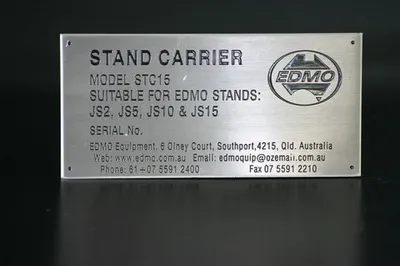 STAND CARRIER
EDMO
MODEL STC15
SUITABLE FOR EDMO STANDS:
JS2, JS5, JS10 & JS15
SERIAL No.
EDMO Equipment, 6 Olney Court, Southport,4215, Qld. Australia
Web: www.edmo.com.au Email: edmoquip@ozemail.com.au
Phone: 61+07 5591 2400 Fax 07 5591 2210